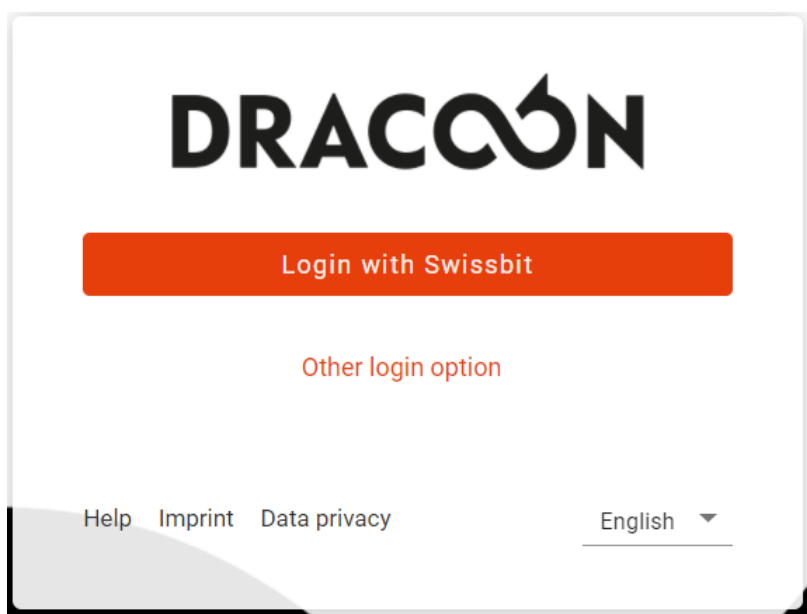 DRACOON
Login with Swissbit
Other login option
Help Imprint Data privacy English